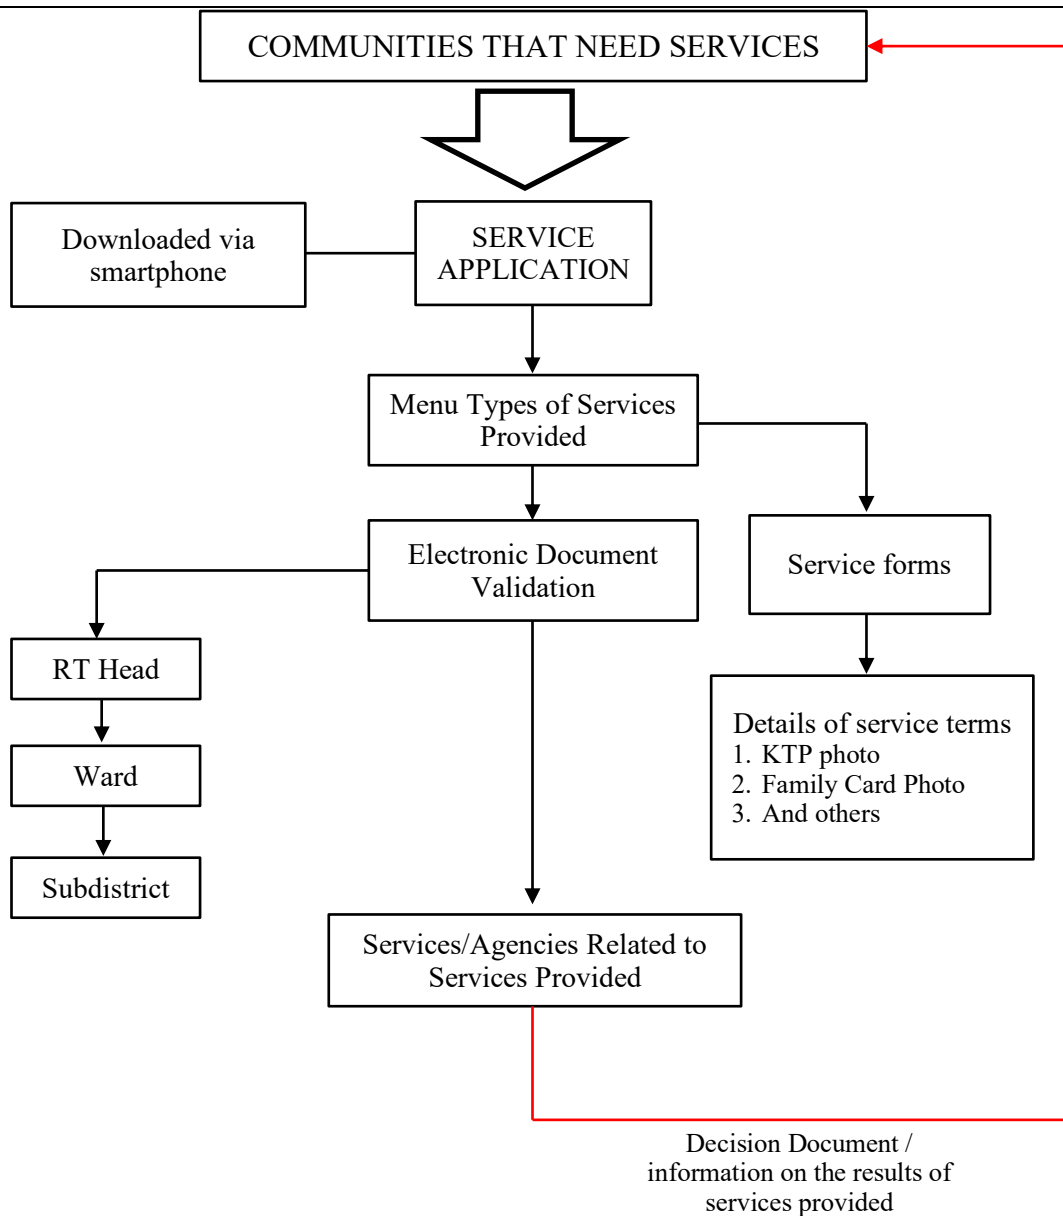 COMMUNITIES THAT NEED SERVICES
Downloaded via
smartphone
SERVICE
APPLICATION
Menu Types of Services
Provided
Electronic Document
Validation
Service forms
RT Head
Ward
Subdistrict
Details of service terms
1. KTP photo
2. Family Card Photo
3. And others
Services/Agencies Related to
Services Provided
Decision Document /
information on the results of
services provided